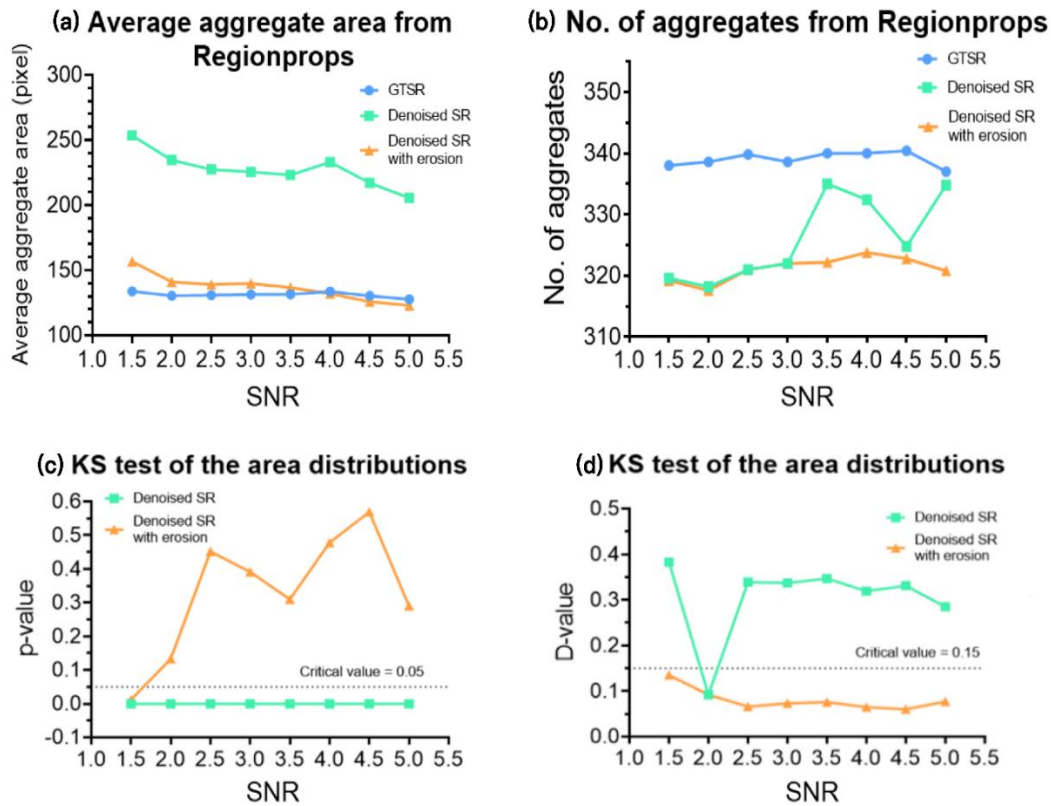 (a) Average aggregate area from
Regionprops
Average aggregate area (pixel)
300
250
200
150
100
1.0 1.5 2.0 2.5 3.0 3.5 4.0 4.5 5.0 5.5
SNR
GTSR
Denoised SR
Denoised SR
with erosion
(b) No. of aggregates from Regionprops
No. of aggregates
350
340
330
320
310
1.0 1.5 2.0 2.5 3.0 3.5 4.0 4.5 5.0 5.5
SNR
GTSR
Denoised SR
Denoised SR
with erosion
(c) KS test of the area distributions
Denoised SR
Denoised SR
with erosion
p-value
0.6
0.5
0.4
0.3
0.2
0.1
0.0
-0.1
Critical value = 0.05
1.0 1.5 2.0 2.5 3.0 3.5 4.0 4.5 5.0 5.5
SNR
(d) KS test of the area distributions
Denoised SR
Denoised SR
with erosion
D-value
0.5
0.4
0.3
0.2
0.1
0.0
Critical value = 0.15
1.0 1.5 2.0 2.5 3.0 3.5 4.0 4.5 5.0 5.5
SNR